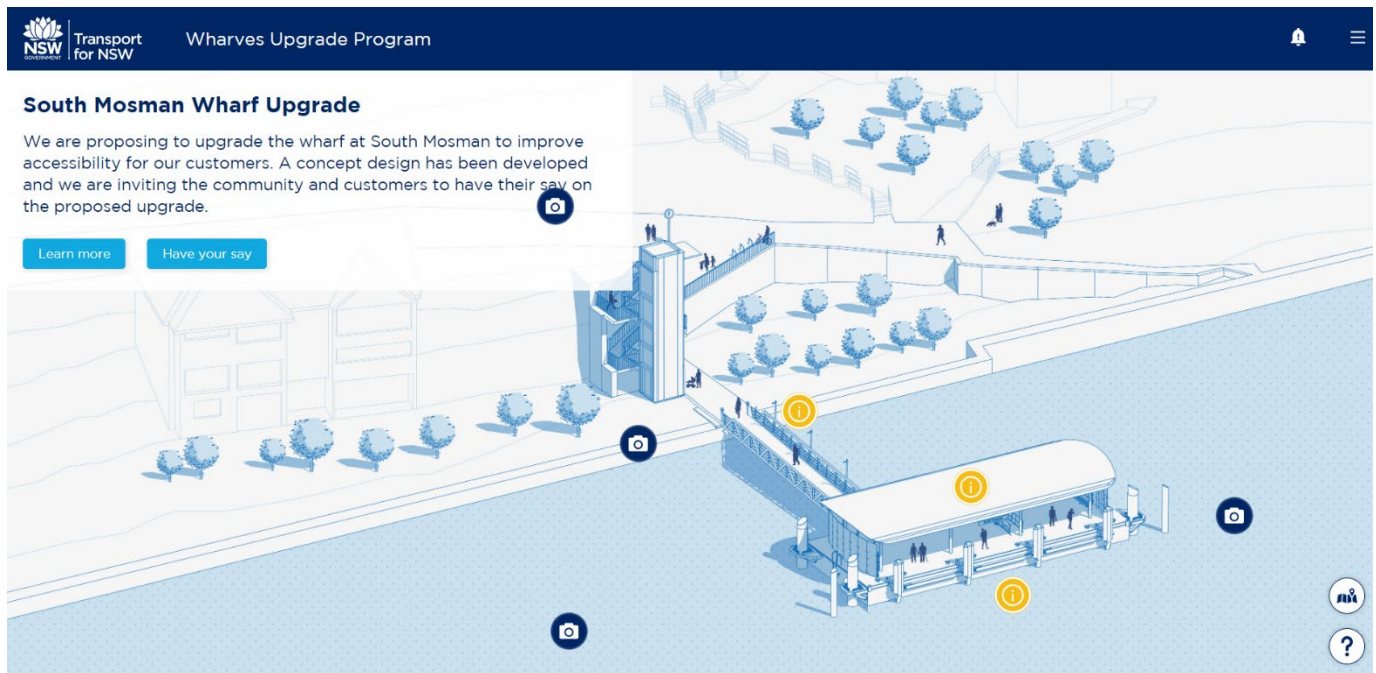 NSW
GOVERNMENT
Transport
for NSW
Wharves Upgrade Program
South Mosman Wharf Upgrade
We are proposing to upgrade the wharf at South Mosman to improve
accessibility for our customers. A concept design has been developed
and we are inviting the community and customers to have their say on
the proposed upgrade.
Learn more
Have your say
i
i
i
?